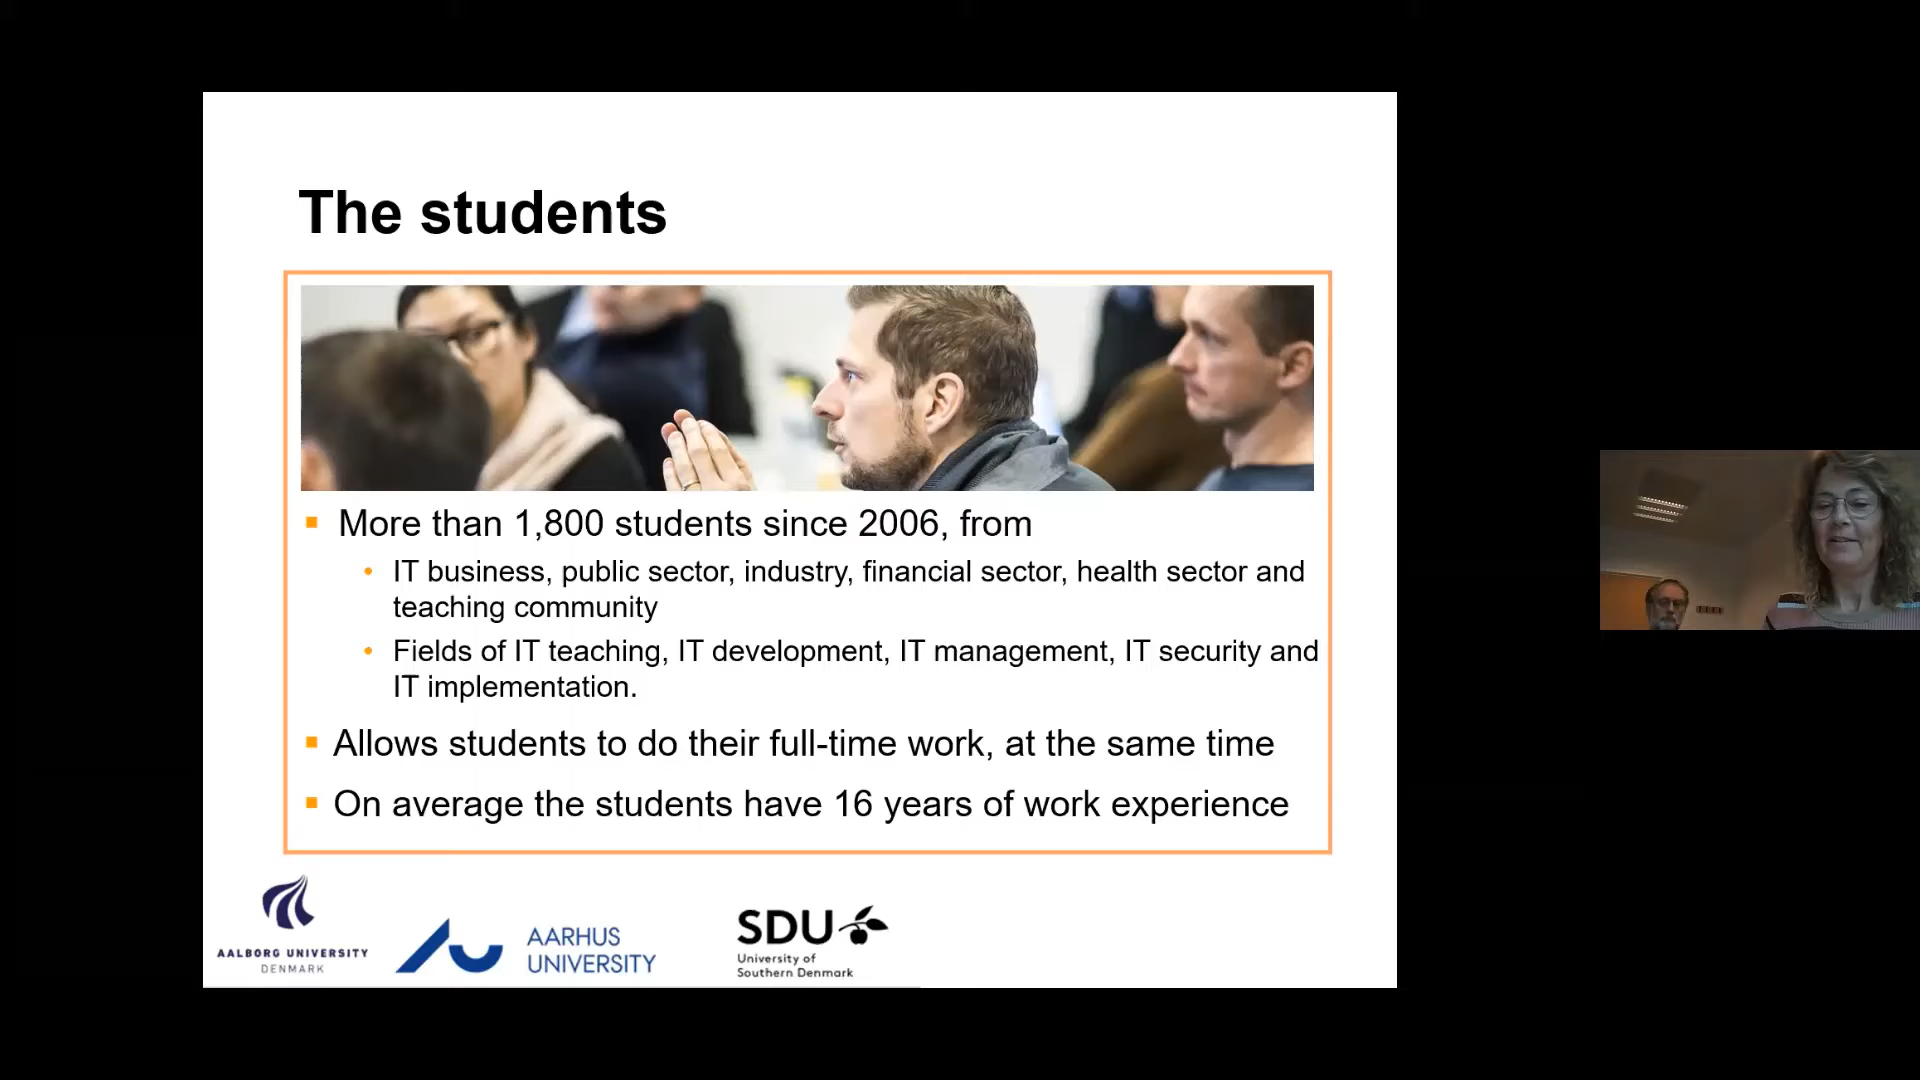 The students
More than 1,800 students since 2006, from
IT business, public sector, industry, financial sector, health sector and
teaching community
Fields of IT teaching, IT development, IT management, IT security and
IT implementation.
Allows students to do their full-time work, at the same time
On average the students have 16 years of work experience
AALBORG UNIVERSITY
DENMARK
AARHUS
UNIVERSITY
SDU
University of
Southern Denmark